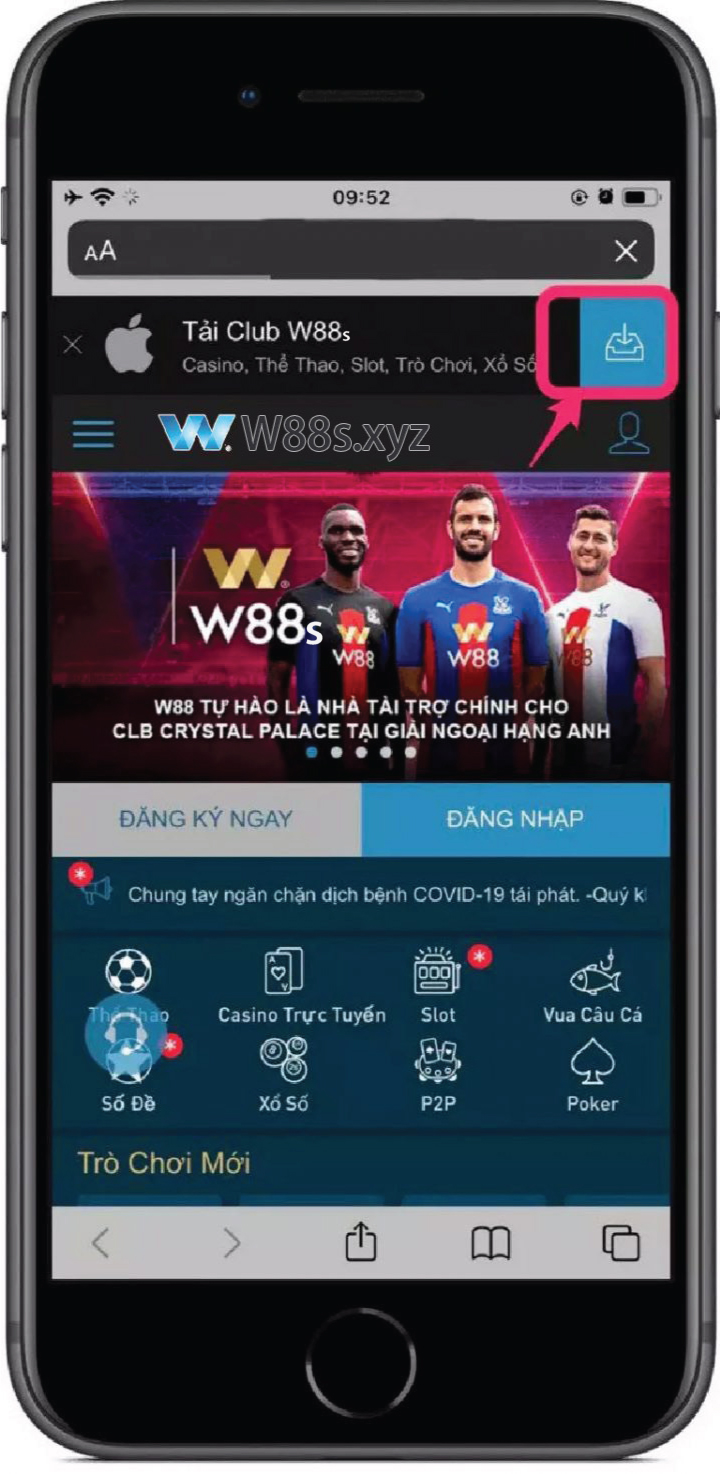 09:52
AA
Tải Club W88s
Casino, Thể Thao, Slot, Trò Chơi, Xổ Số
W. W88s.xyz
W
W88s
W88
W88
W88
W88 TỰ HÀO LÀ NHÀ TÀI TRỢ CHÍNH CHO
CLB CRYSTAL PALACE TẠI GIẢI NGOẠI HẠNG ANH
ĐĂNG KÝ NGAY
ĐĂNG NHẬP
Chung tay ngăn chặn dịch bệnh COVID-19 tái phát. -Quý k
Thể Thao
Casino Trực Tuyến
Slot
Vua Câu Cá
Số Đề
Xổ Số
P2P
Poker
Trò Chơi Mới